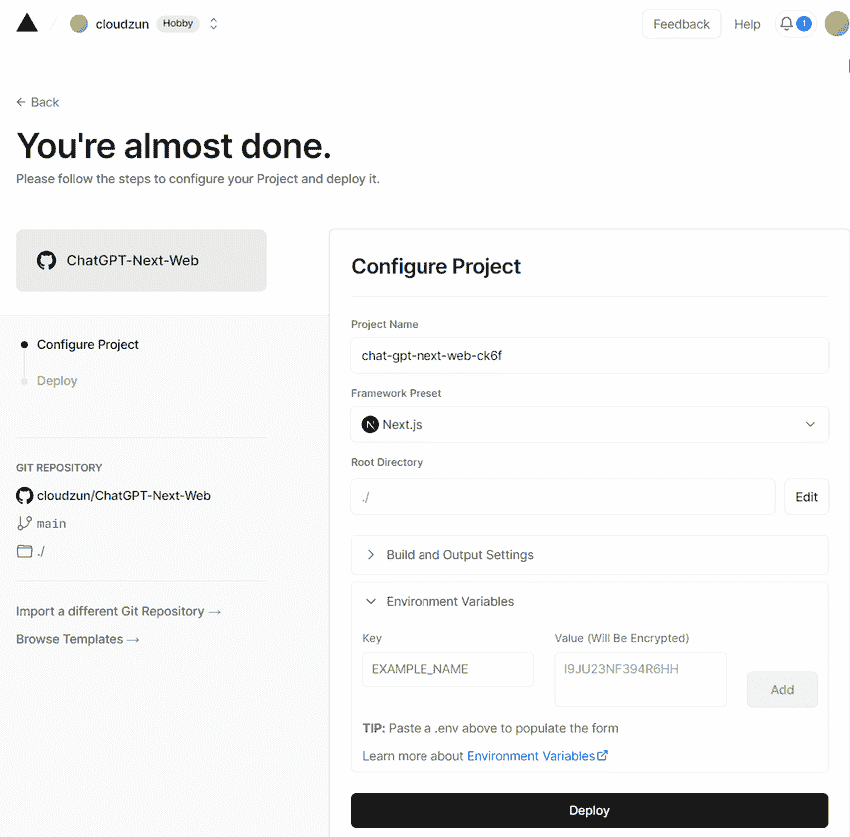 cloudzun Hobby
Feedback Help 1
← Back
You're almost done.
Please follow the steps to configure your Project and deploy it.
ChatGPT-Next-Web
Configure Project
Deploy
GIT REPOSITORY
cloudzun/ChatGPT-Next-Web
main
./
Import a different Git Repository →
Browse Templates →
Configure Project
Project Name
chat-gpt-next-web-ck6f
Framework Preset
N Next.js
Root Directory
./ Edit
Build and Output Settings
Environment Variables
Key Value (Will Be Encrypted)
EXAMPLE_NAME I9JU23NF394R6HH Add
TIP: Paste a .env above to populate the form
Learn more about Environment Variables
Deploy